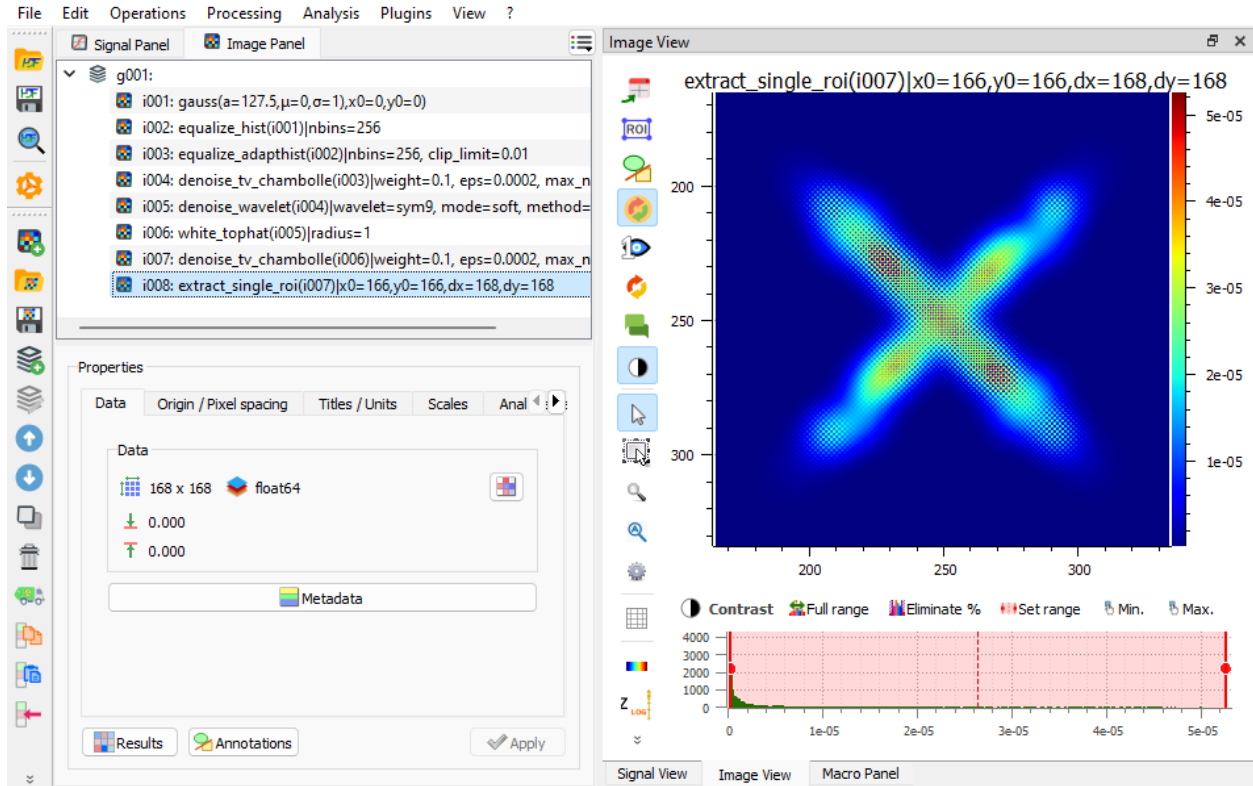 File Edit Operations Processing Analysis Plugins View ?
Signal Panel Image Panel
g001:
i001: gauss(a=127.5,μ=0,σ=1),x0=0,y0=0)
i002: equalize_hist(i001)|nbins=256
i003: equalize_adapthist(i002)|nbins=256, clip_limit=0.01
i004: denoise_tv_chambolle(i003)|weight=0.1, eps=0.0002, max_n
i005: denoise_wavelet(i004)|wavelet=sym9, mode=soft, method=
i006: white_tophat(i005)|radius=1
i007: denoise_tv_chambolle(i006)|weight=0.1, eps=0.0002, max_n
i008: extract_single_roi(i007)|x0=166,y0=166,dx=168,dy=168
Properties
Data Origin / Pixel spacing Titles / Units Scales Anal
Data
168 x 168 float64
0.000
0.000
Metadata
Results Annotations Apply
Image View
extract_single_roi(i007)|x0=166,y0=166,dx=168,dy=168
ROI
200
250
300
200 250 300
5e-05
4e-05
3e-05
2e-05
1e-05
Contrast Full range Eliminate % Set range Min. Max.
4000
3000
2000
1000
0
0 1e-05 2e-05 3e-05 4e-05 5e-05
Z LOG
Signal View Image View Macro Panel